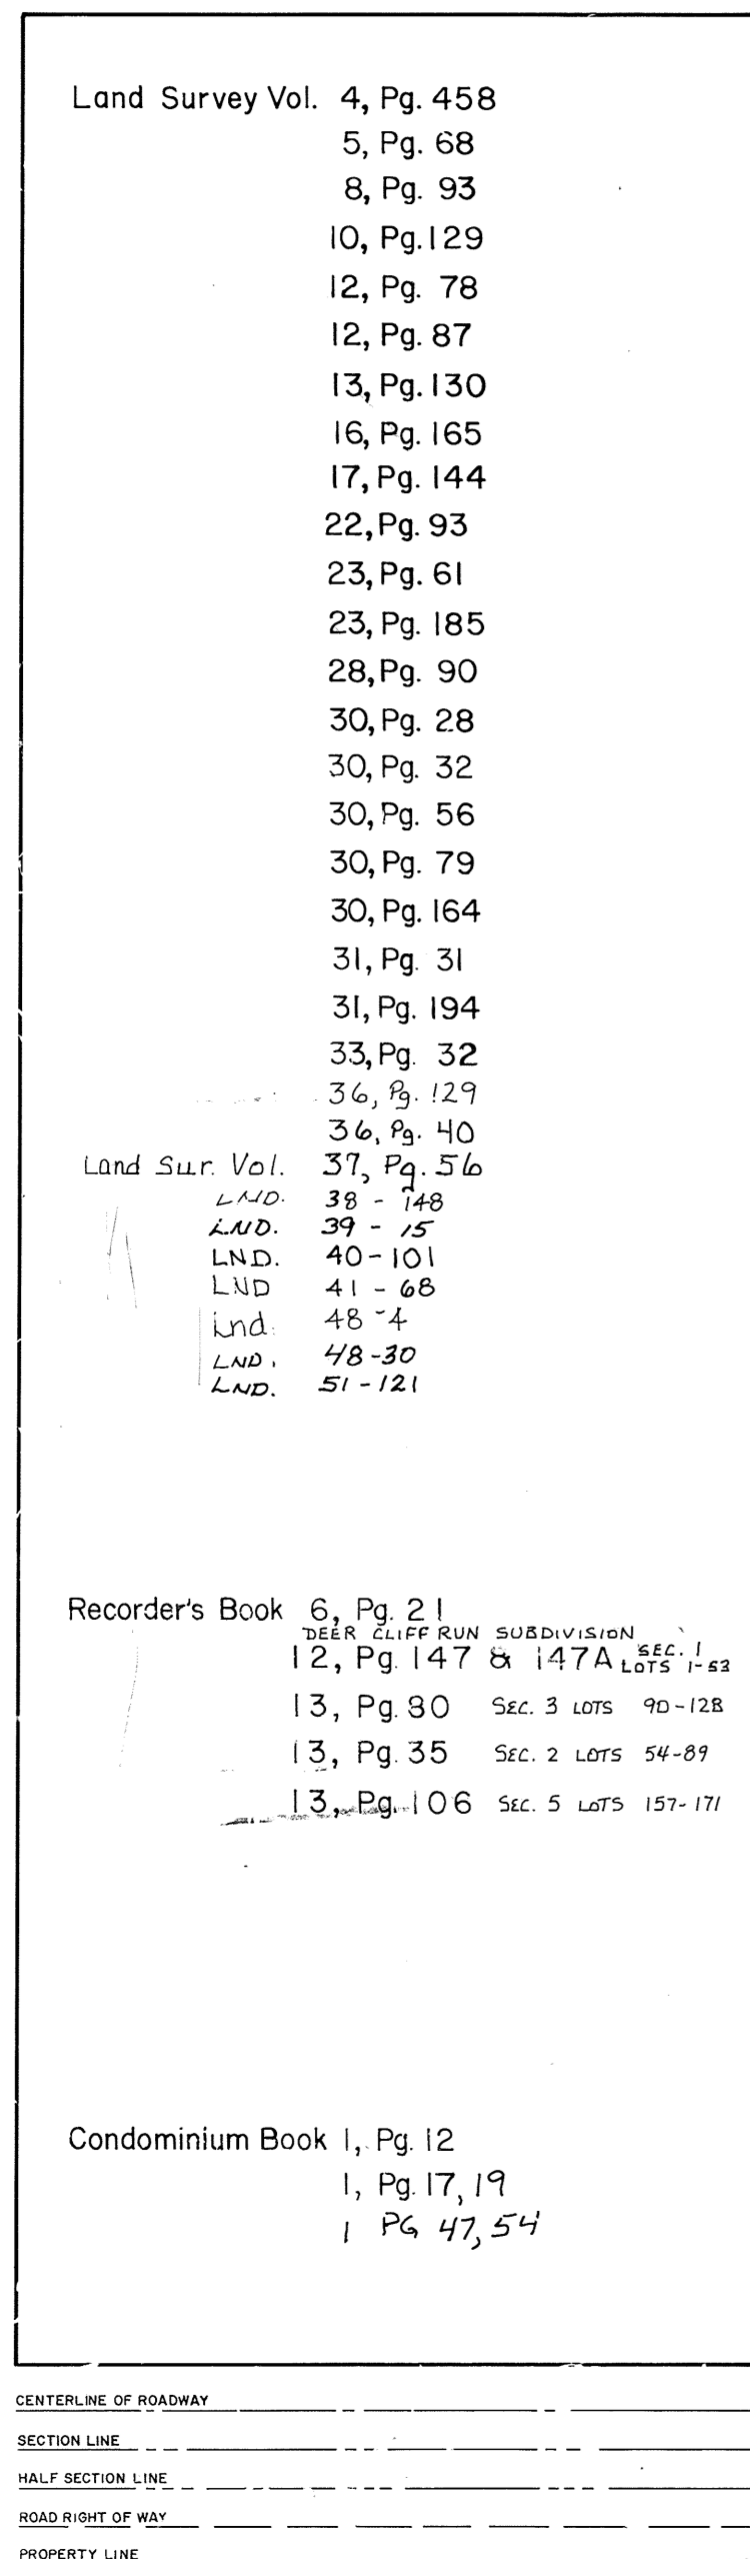 Land Survey Vol. 4, Pg. 458
5, Pg. 68
8, Pg. 93
10, Pg. 129
12, Pg. 78
12, Pg. 87
13, Pg. 130
16, Pg. 165
17, Pg. 144
22, Pg. 93
23, Pg. 61
23, Pg. 185
28, Pg. 90
30, Pg. 28
30, Pg. 32
30, Pg. 56
30, Pg. 79
30, Pg. 164
31, Pg. 31
31, Pg. 194
33, Pg. 32
36, Pg. 129
36, Pg. 40
Land Sur. Vol. 37, Pg. 56
LND. 38 - 148
LND. 39 - 15
LND. 40-101
LND 41 - 68
Lnd. 48-4
LND. 48-30
LND. 51-121
Recorder's Book 6, Pg. 21
DEER CLIFF RUN SUBDIVISION
12, Pg. 147 & 147A SEC. 1 LOTS 1-53
13, Pg. 30 SEC. 3 LOTS 90-128
13, Pg. 35 SEC. 2 LOTS 54-89
13, Pg. 106 SEC. 5 LOTS 157-171
Condominium Book 1, Pg. 12
1, Pg. 17, 19
1 PG 47, 54
CENTERLINE OF ROADWAY
SECTION LINE
HALF SECTION LINE
ROAD RIGHT OF WAY
PROPERTY LINE